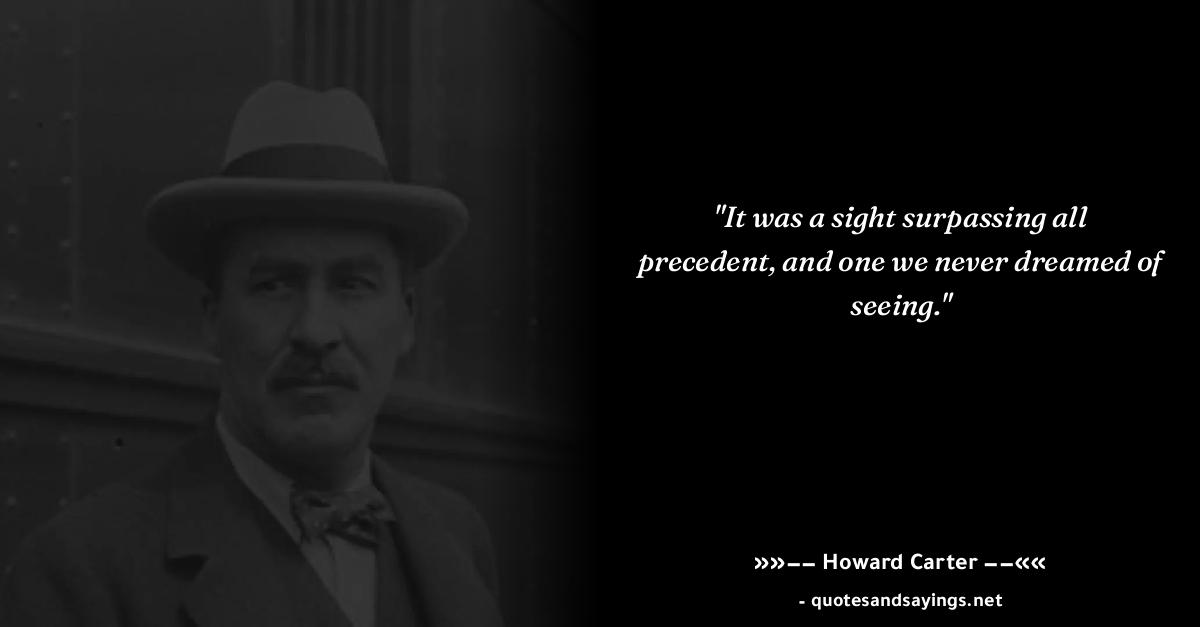 "It was a sight surpassing all
precedent, and one we never dreamed of
seeing."
»»–– Howard Carter ––««
- quotesandsayings.net